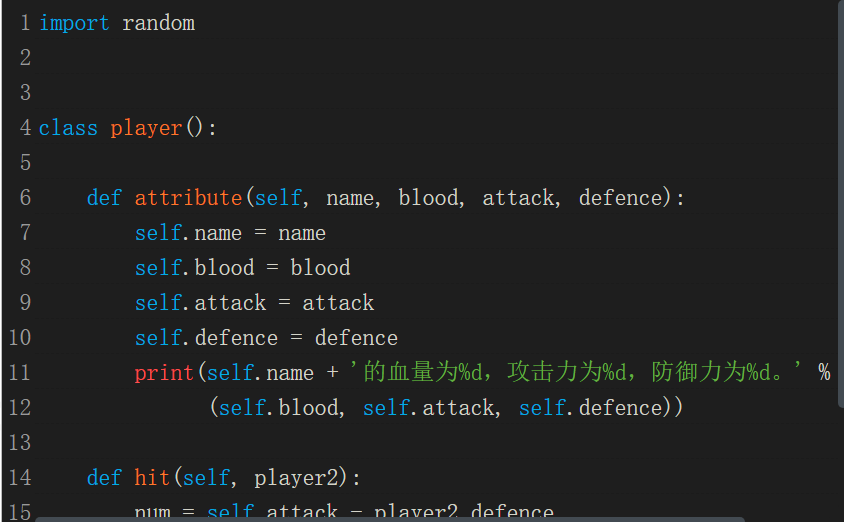 1 import random
2
3
4 class player():
5
6     def attribute(self, name, blood, attack, defence):
7         self.name = name
8         self.blood = blood
9         self.attack = attack
10         self.defence = defence
11         print(self.name + '的血量为%d，攻击力为%d，防御力为%d。' %
12               (self.blood, self.attack, self.defence))
13
14     def hit(self, player2):
15         num = self.attack - player2.defence